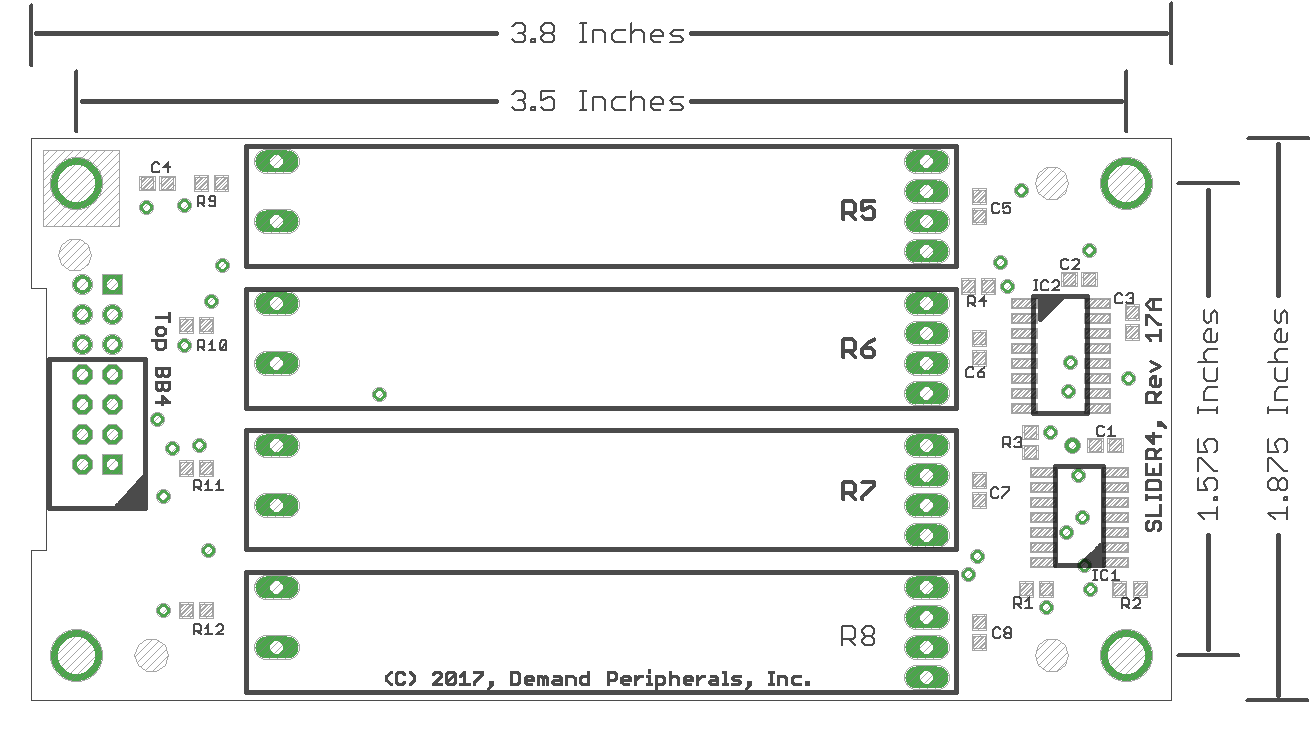 3.8 Inches
3.5 Inches
C4
R9
R5
C5
C2
IC2
C3
R4
Top BB4
R10
R6
C6
SLIDER4, Rev 17A
1.575 Inches
1.875 Inches
R3
C1
R11
R7
C7
IC1
R1
R2
R12
R8
C8
(C) 2017, Demand Peripherals, Inc.